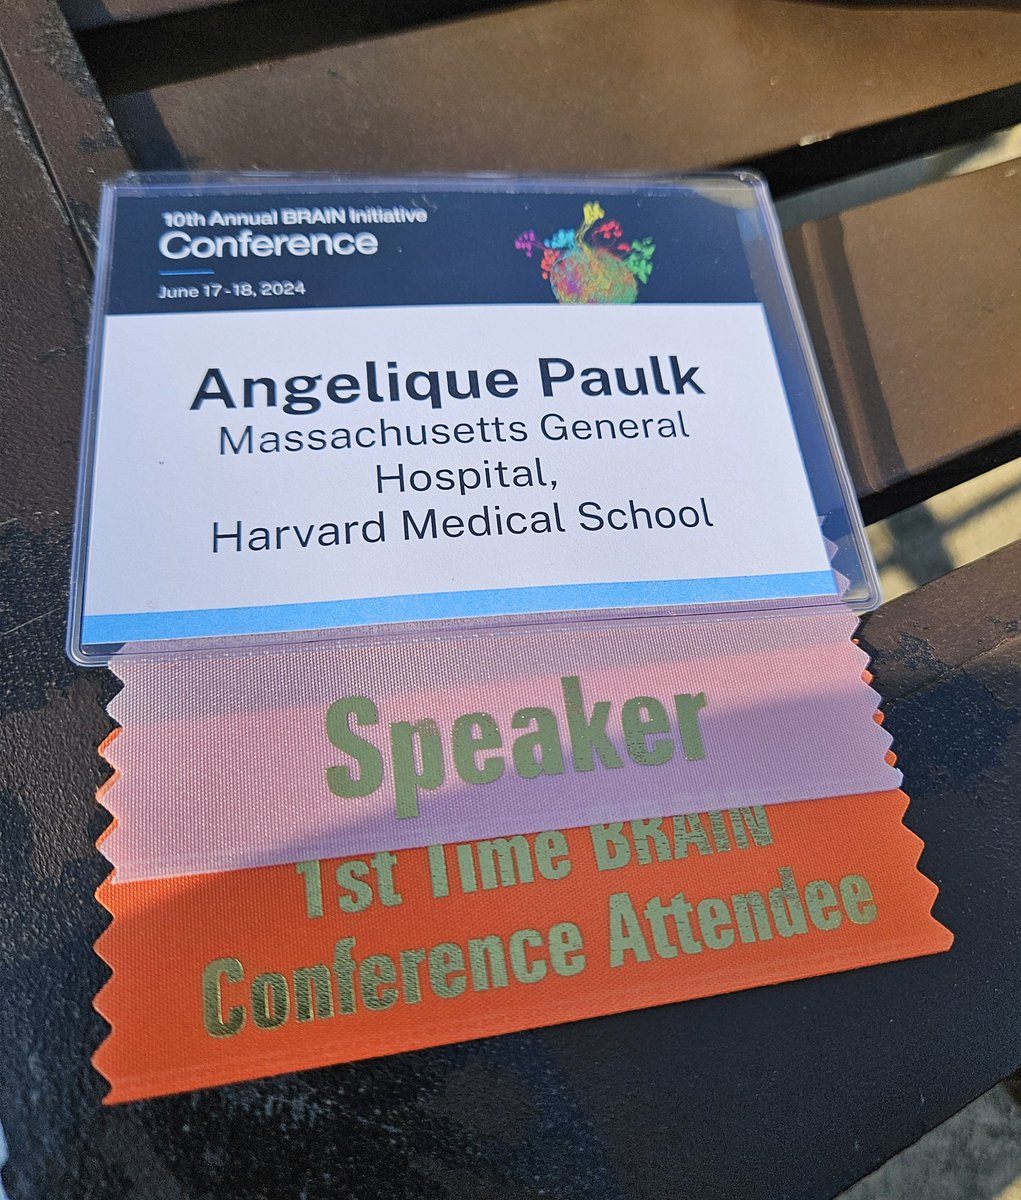 10th Annual BRAIN Initiative
Conference
June 17-18, 2024
Angelique Paulk
Massachusetts General
Hospital,
Harvard Medical School
Speaker
1st Time BRAIN
Conference Attendee